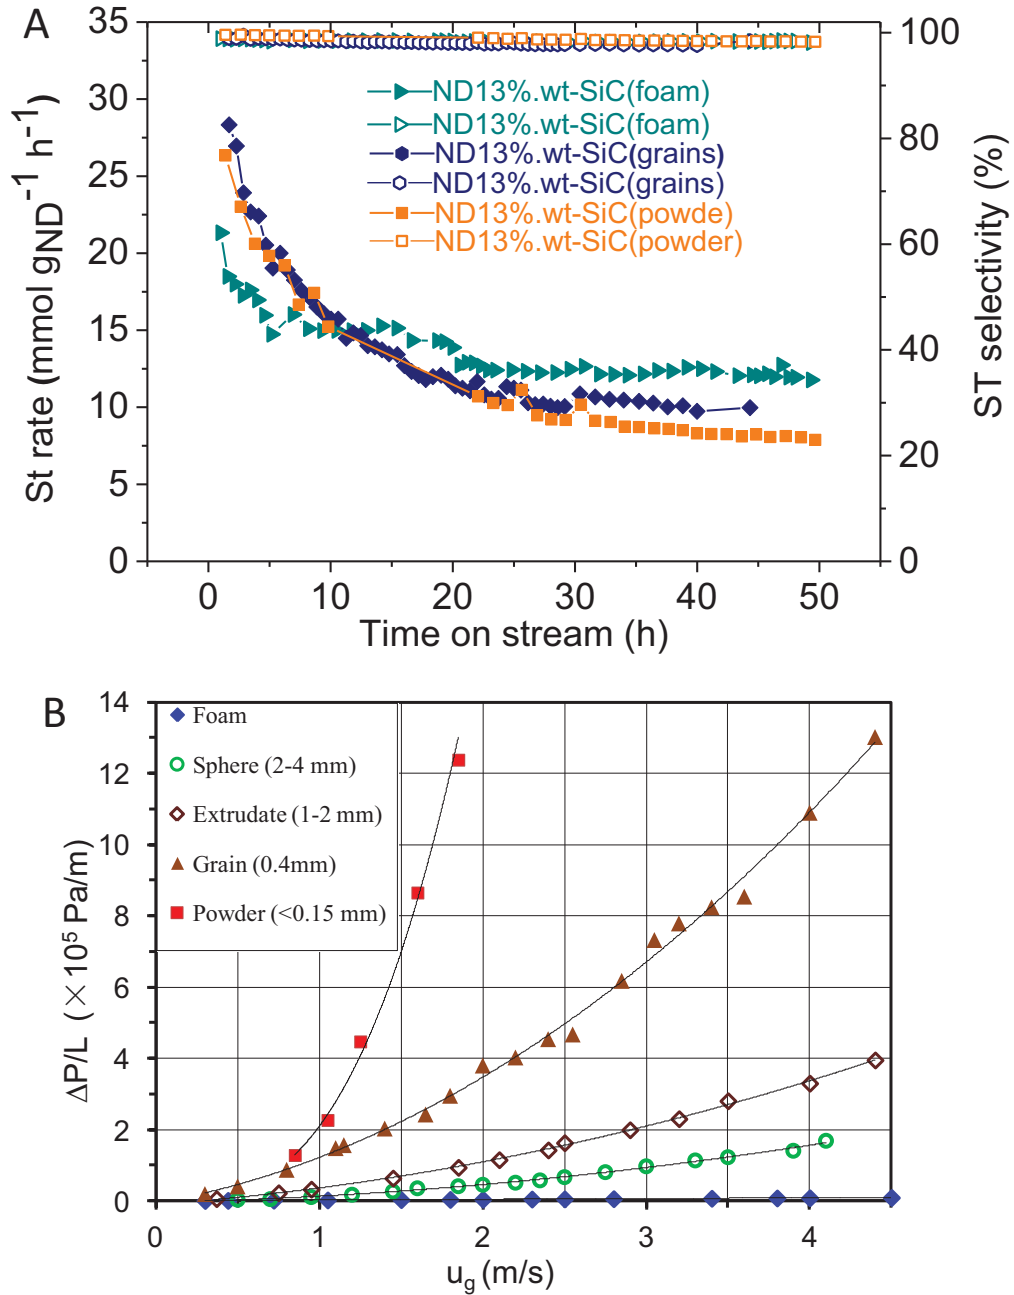 A
35
30
25
20
15
10
5
0
St rate (mmol gND⁻¹ h⁻¹)
ND13%.wt-SiC(foam)
ND13%.wt-SiC(foam)
ND13%.wt-SiC(grains)
ND13%.wt-SiC(grains)
ND13%.wt-SiC(powde)
ND13%.wt-SiC(powder)
100
80
60
40
20
0
ST selectivity (%)
0 10 20 30 40 50
Time on stream (h)
B
14
12
10
8
6
4
2
0
ΔP/L (×10⁵ Pa/m)
Foam
Sphere (2-4 mm)
Extrudate (1-2 mm)
Grain (0.4mm)
Powder (<0.15 mm)
0 1 2 3 4
u_g (m/s)